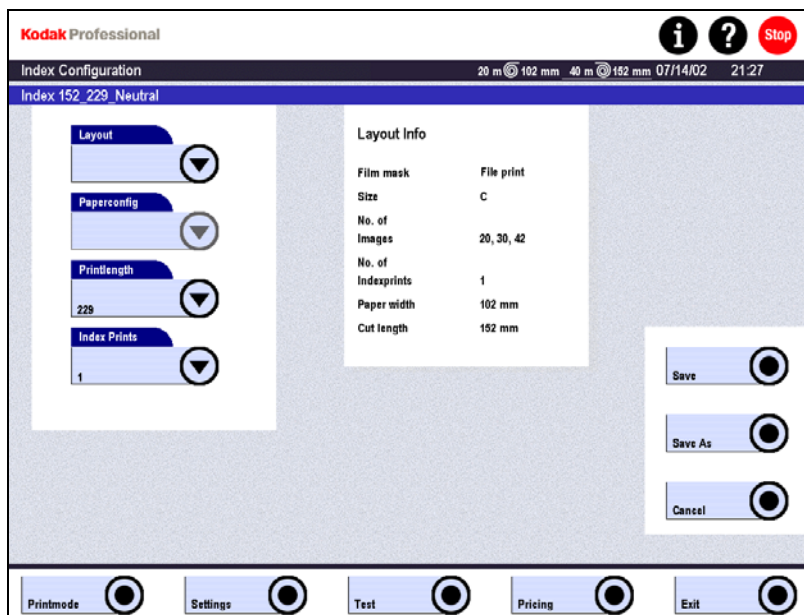 Kodak Professional
i ? Stop
Index Configuration 20 m 102 mm 40 m 152 mm 07/14/02 21:27
Index 152_229_Neutral
Layout
Paperconfig
Printlength
229
Index Prints
1
Layout Info
Film mask File print
Size C
No. of
Images 20, 30, 42
No. of
Indexprints 1
Paper width 102 mm
Cut length 152 mm
Save
Save As
Cancel
Printmode Settings Test Pricing Exit